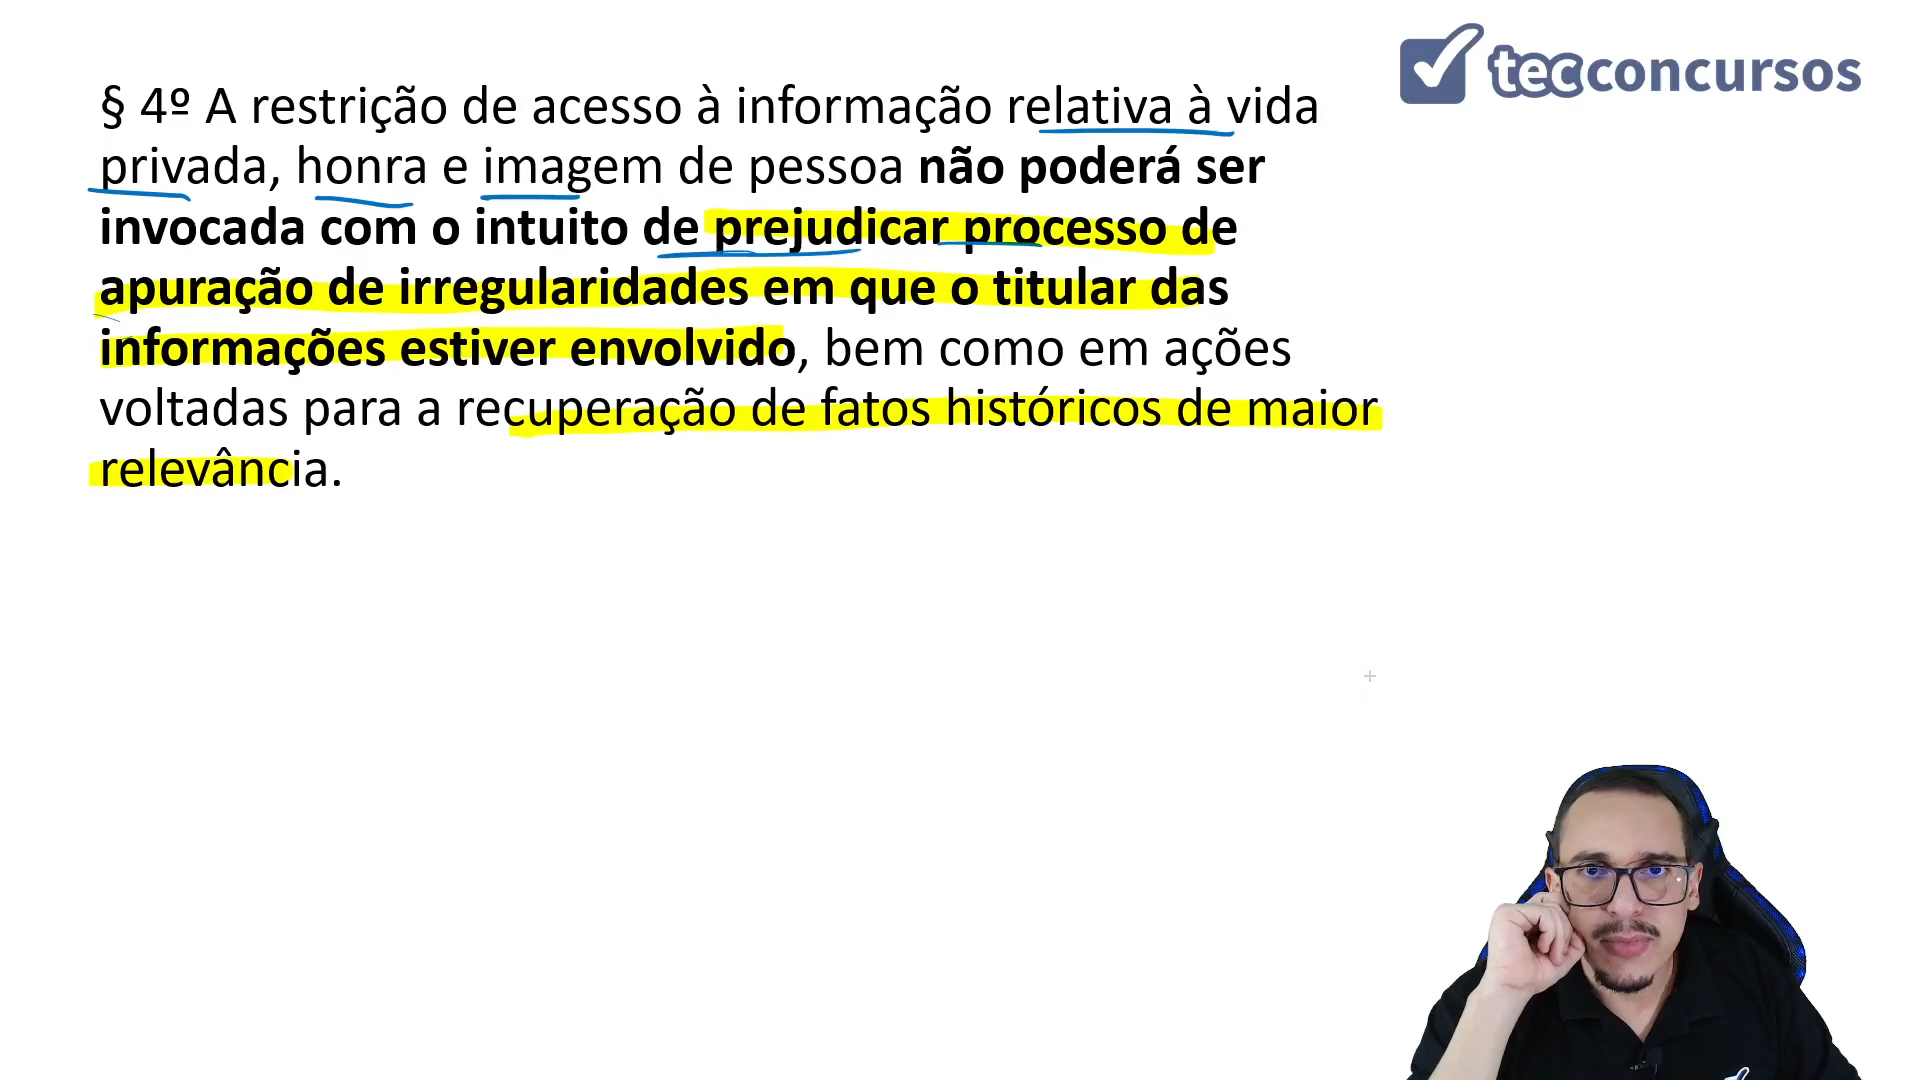 tecconcursos
§ 4º A restrição de acesso à informação relativa à vida
privada, honra e imagem de pessoa não poderá ser
invocada com o intuito de prejudicar processo de
apuração de irregularidades em que o titular das
informações estiver envolvido, bem como em ações
voltadas para a recuperação de fatos históricos de maior
relevância.